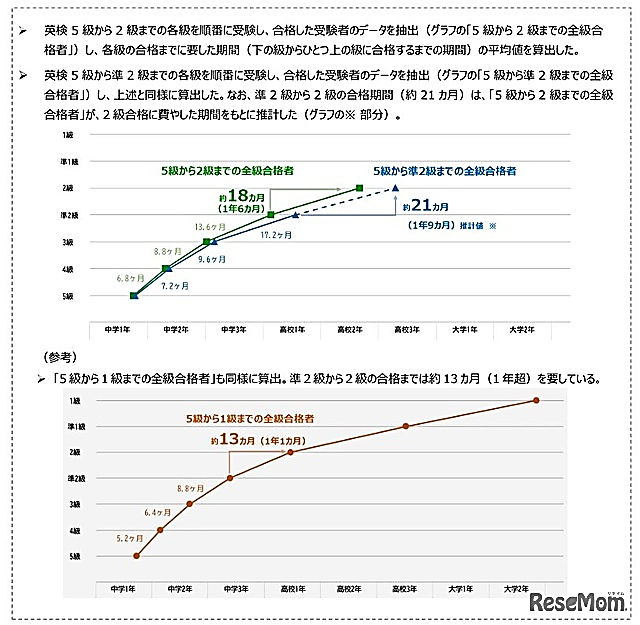 ➢ 英検５級から２級までの各級を順番に受験し、合格した受験者のデータを抽出（グラフの「５級から２級までの全級合
格者」）し、各級の合格までに要した期間（下の級からひとつ上の級に合格するまでの期間）の平均値を算出した。
➢ 英検５級から準２級までの各級を順番に受験し、合格した受験者のデータを抽出（グラフの「５級から準２級までの全級
合格者」）し、上述と同様に算出した。なお、準２級から２級の合格期間（約21カ月）は、「５級から２級までの全級
合格者」が、２級合格に費やした期間をもとに推計した（グラフの※部分）。
1級
準1級
5級から2級までの全級合格者
5級から準2級までの全級合格者
2級
約18カ月
（1年6カ月）
約21カ月
（1年9カ月）推計値 ※
準2級
13.6ヶ月
17.2ヶ月
3級
8.8ヶ月
9.6ヶ月
4級
6.8ヶ月
7.2ヶ月
5級
中学1年 中学2年 中学3年 高校1年 高校2年 高校3年 大学1年 大学2年
（参考）
➢ 「５級から１級までの全級合格者」も同様に算出。準２級から２級の合格までは約13カ月（１年超）を要している。
1級
5級から1級までの全級合格者
準1級
約13カ月（1年1カ月）
2級
準2級
8.8ヶ月
3級
6.4ヶ月
4級
5.2ヶ月
5級
中学1年 中学2年 中学3年 高校1年 高校2年 高校3年 大学1年 大学2年
リセマム
ReseMom.